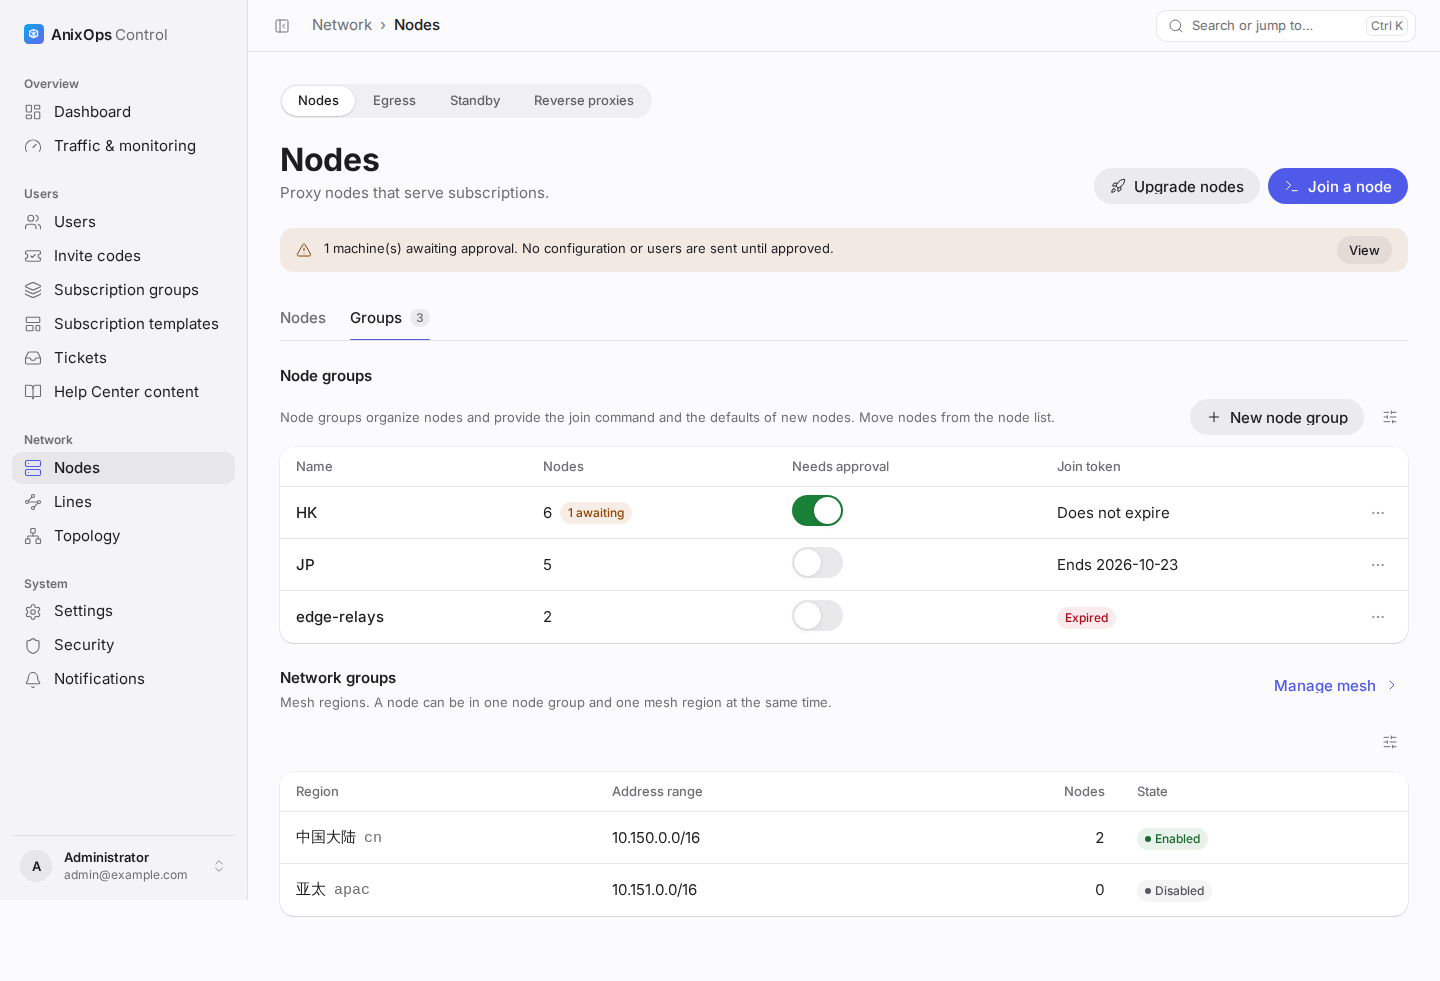 AnixOps Control
Network › Nodes
Search or jump to...
Ctrl K
Overview
Dashboard
Traffic & monitoring
Users
Users
Invite codes
Subscription groups
Subscription templates
Tickets
Help Center content
Network
Nodes
Lines
Topology
System
Settings
Security
Notifications
A
Administrator
admin@example.com
Nodes Egress Standby Reverse proxies
Nodes
Proxy nodes that serve subscriptions.
Upgrade nodes
Join a node
1 machine(s) awaiting approval. No configuration or users are sent until approved.
View
Nodes Groups 3
Node groups
Node groups organize nodes and provide the join command and the defaults of new nodes. Move nodes from the node list.
New node group
Name Nodes Needs approval Join token
HK 6 1 awaiting Does not expire
JP 5 Ends 2026-10-23
edge-relays 2 Expired
Network groups
Mesh regions. A node can be in one node group and one mesh region at the same time.
Manage mesh
Region Address range Nodes State
中国大陆 cn 10.150.0.0/16 2 Enabled
亚太 apac 10.151.0.0/16 0 Disabled